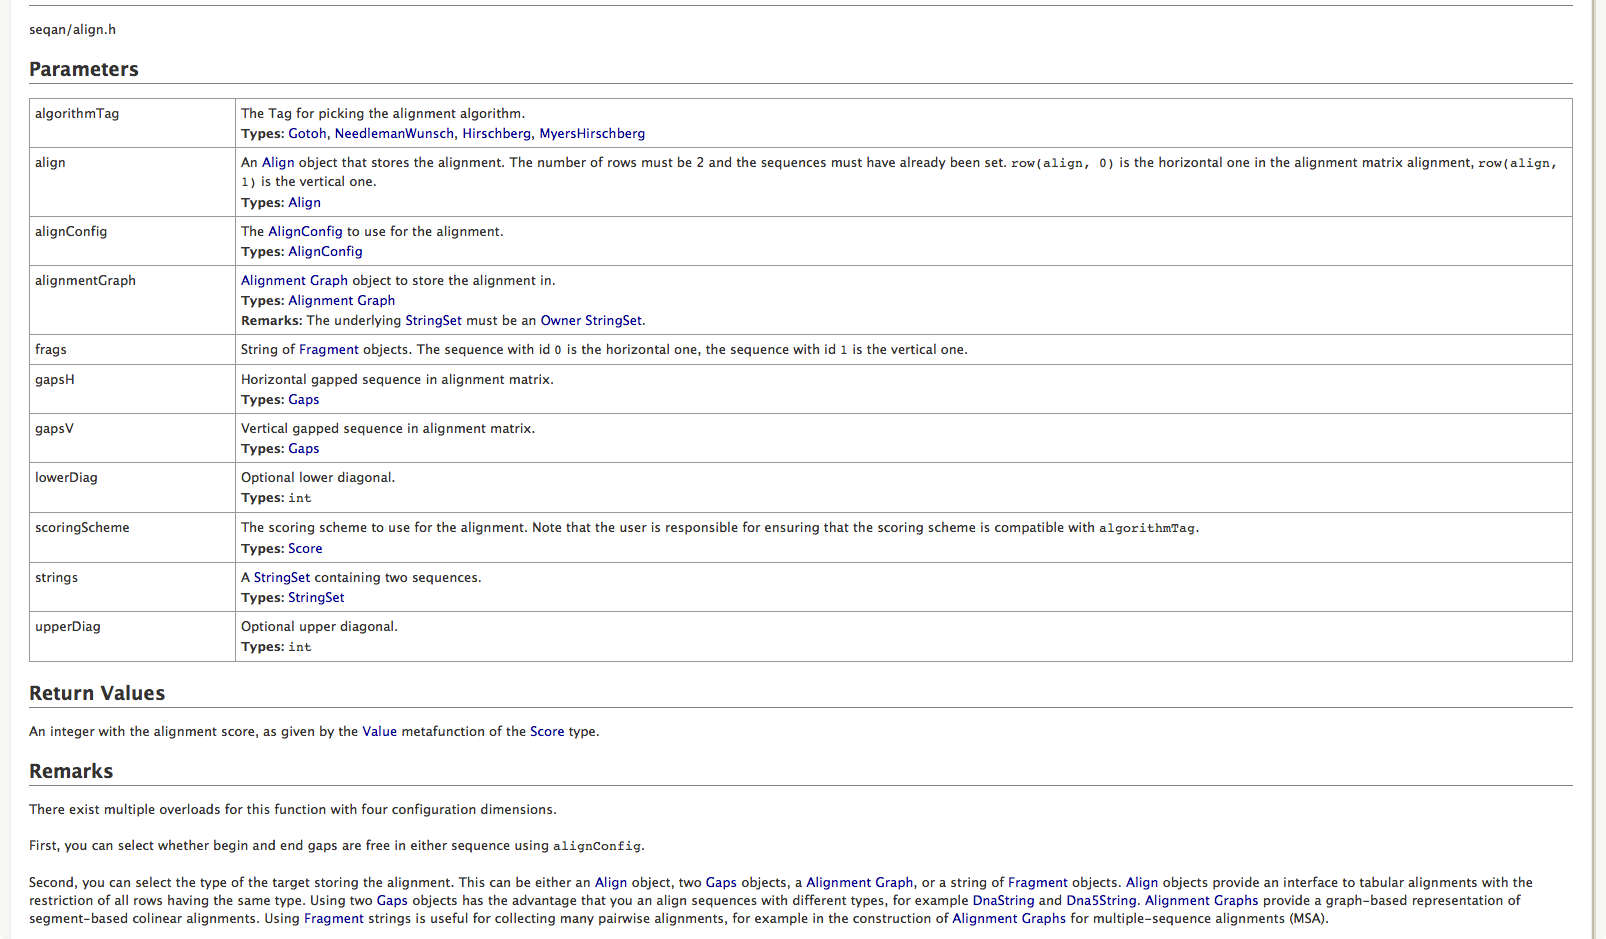 seqan/align.h
Parameters
algorithmTag
The Tag for picking the alignment algorithm.
Types: Gotoh, NeedlemanWunsch, Hirschberg, MyersHirschberg
align
An Align object that stores the alignment. The number of rows must be 2 and the sequences must have already been set. row(align, 0) is the horizontal one in the alignment matrix alignment, row(align,
1) is the vertical one.
Types: Align
alignConfig
The AlignConfig to use for the alignment.
Types: AlignConfig
alignmentGraph
Alignment Graph object to store the alignment in.
Types: Alignment Graph
Remarks: The underlying StringSet must be an Owner StringSet.
frags
String of Fragment objects. The sequence with id 0 is the horizontal one, the sequence with id 1 is the vertical one.
gapsH
Horizontal gapped sequence in alignment matrix.
Types: Gaps
gapsV
Vertical gapped sequence in alignment matrix.
Types: Gaps
lowerDiag
Optional lower diagonal.
Types: int
scoringScheme
The scoring scheme to use for the alignment. Note that the user is responsible for ensuring that the scoring scheme is compatible with algorithmTag.
Types: Score
strings
A StringSet containing two sequences.
Types: StringSet
upperDiag
Optional upper diagonal.
Types: int
Return Values
An integer with the alignment score, as given by the Value metafunction of the Score type.
Remarks
There exist multiple overloads for this function with four configuration dimensions.
First, you can select whether begin and end gaps are free in either sequence using alignConfig.
Second, you can select the type of the target storing the alignment. This can be either an Align object, two Gaps objects, a Alignment Graph, or a string of Fragment objects. Align objects provide an interface to tabular alignments with the
restriction of all rows having the same type. Using two Gaps objects has the advantage that you an align sequences with different types, for example DnaString and Dna5String. Alignment Graphs provide a graph-based representation of
segment-based colinear alignments. Using Fragment strings is useful for collecting many pairwise alignments, for example in the construction of Alignment Graphs for multiple-sequence alignments (MSA).